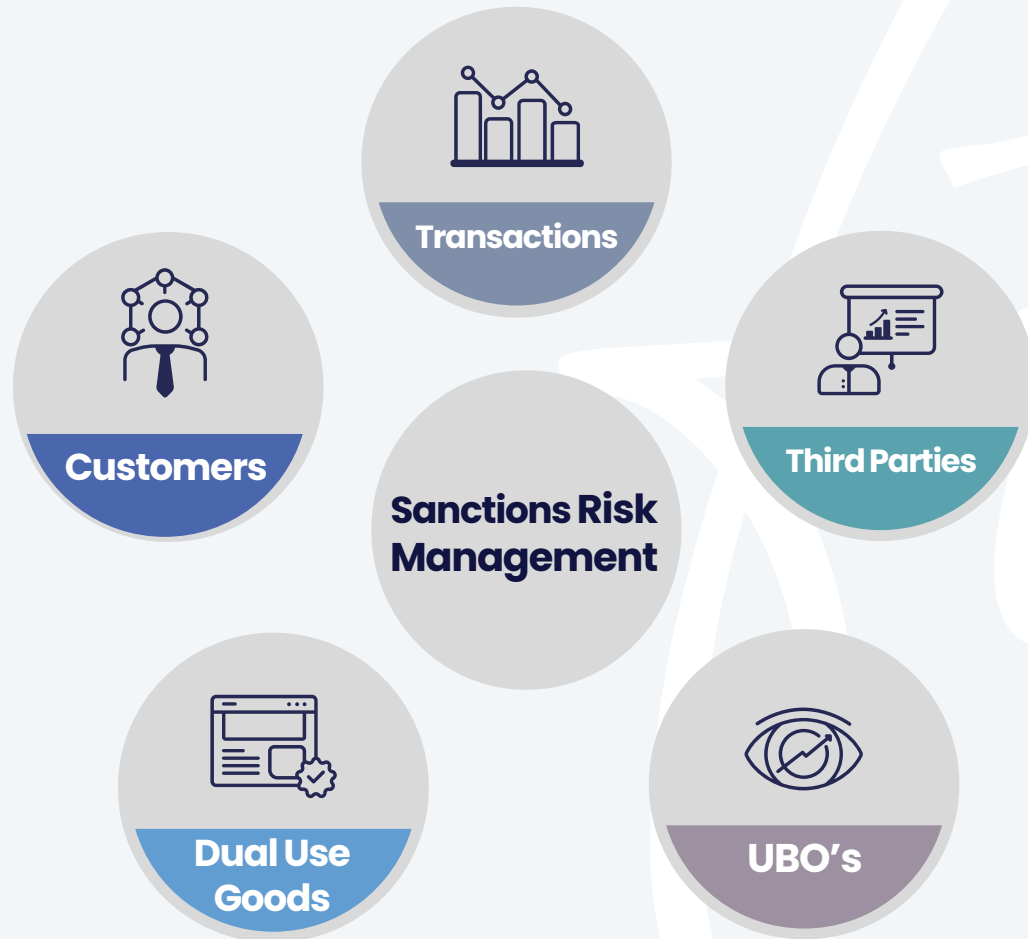 Transactions
Customers
Third Parties
Sanctions Risk
Management
Dual Use
Goods
UBO’s